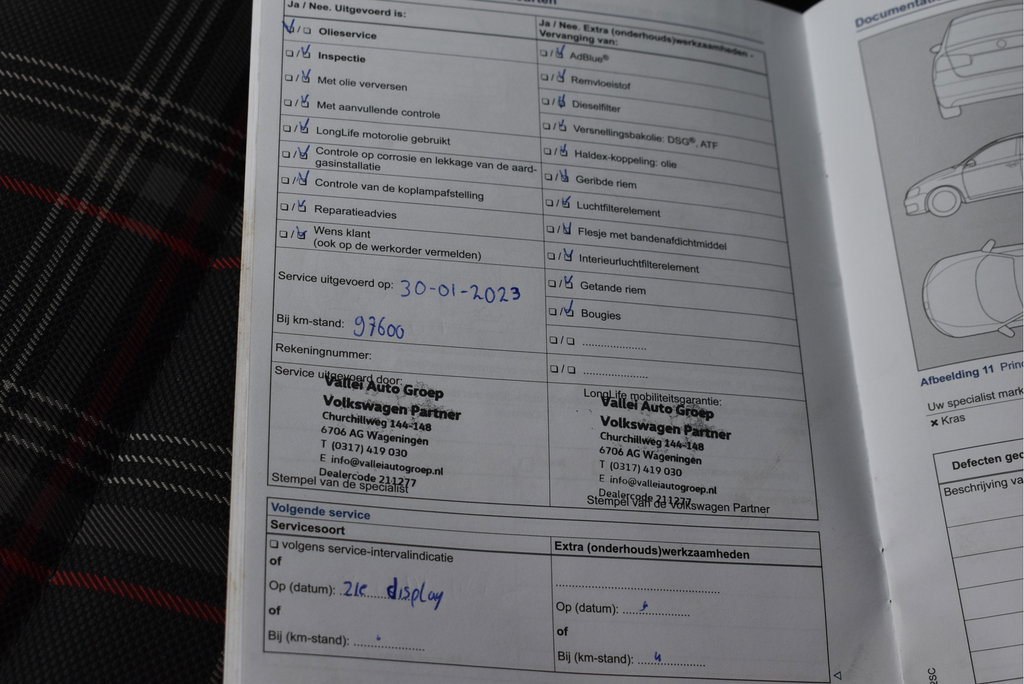 Ja / Nee. Uitgevoerd is:
☑/❑ Olieservice
❑/☑ Inspectie
❑/☑ Met olie verversen
❑/☑ Met aanvullende controle
❑/☑ LongLife motorolie gebruikt
❑/☑ Controle op corrosie en lekkage van de aard-
gasinstallatie
❑/☑ Controle van de koplampafstelling
❑/☑ Reparatieadvies
❑/☑ Wens klant
(ook op de werkorder vermelden)
Service uitgevoerd op: 30-01-2023
Bij km-stand: 97600
Rekeningnummer:
Service uitgevoerd door:
Vallei Auto Groep
Volkswagen Partner
Churchillweg 144-148
6706 AG Wageningen
T (0317) 419 030
E info@valleiautogroep.nl
Dealercode 211277
Stempel van de specialist
Ja / Nee. Extra (onderhouds)werkzaamheden -
Vervanging van:
❑/☑ AdBlue®
❑/☑ Remvloeistof
❑/☑ Dieselfilter
❑/☑ Versnellingsbakolie: DSG®, ATF
❑/☑ Haldex-koppeling: olie
❑/☑ Geribde riem
❑/☑ Luchtfilterelement
❑/☑ Flesje met bandenafdichtmiddel
❑/☑ Interieurluchtfilterelement
❑/☑ Getande riem
❑/☑ Bougies
❑/❑ ....................
❑/❑ ....................
LongLife mobiliteitsgarantie:
Vallei Auto Groep
Volkswagen Partner
Churchillweg 144-148
6706 AG Wageningen
T (0317) 419 030
E info@valleiautogroep.nl
Dealercode 211277
Stempel van de Volkswagen Partner
Volgende service
Servicesoort
❑ volgens service-intervalindicatie
of
Op (datum): zie display
of
Bij (km-stand): ....................
Extra (onderhouds)werkzaamheden
Op (datum): ....................
of
Bij (km-stand): ....................
Afbeelding 11
Uw specialist
× Kras
Defecten
Beschrijving